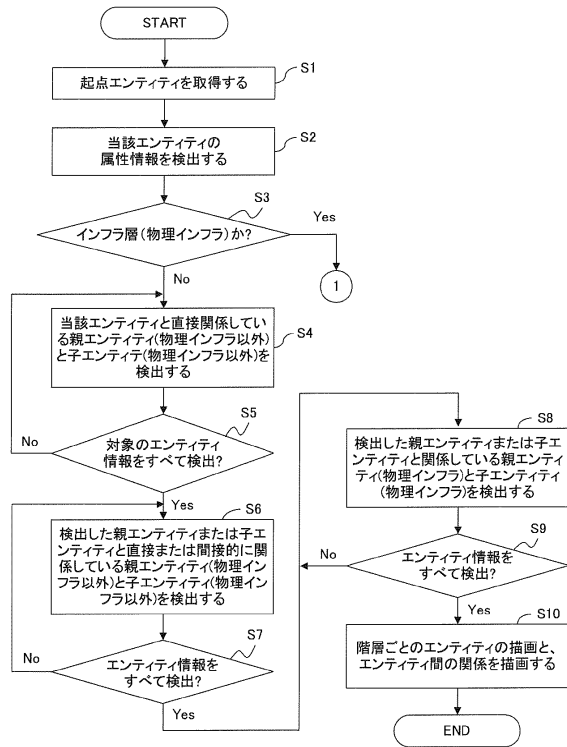 START
S1
起点エンティティを取得する
S2
当該エンティティの
属性情報を検出する
S3
インフラ層(物理インフラ)か?
Yes
1
No
S4
当該エンティティと直接関係してい
る親エンティティ(物理インフラ以外)
と子エンティテ(物理インフラ以外)を
検出する
S5
対象のエンティティ
情報をすべて検出?
No
Yes
S6
検出した親エンティティまたは子エ
ンティティと直接または間接的に関
係している親エンティティ(物理イン
フラ以外)と子エンティティ(物理イン
フラ以外)を検出する
S7
エンティティ情報を
すべて検出?
No
Yes
S8
検出した親エンティティまたは子エ
ンティティと関係している親エンティ
ティ(物理インフラ)と子エンティティ
(物理インフラ)を検出する
S9
エンティティ情報を
すべて検出?
No
Yes
S10
階層ごとのエンティティの描画と、
エンティティ間の関係を描画する
END